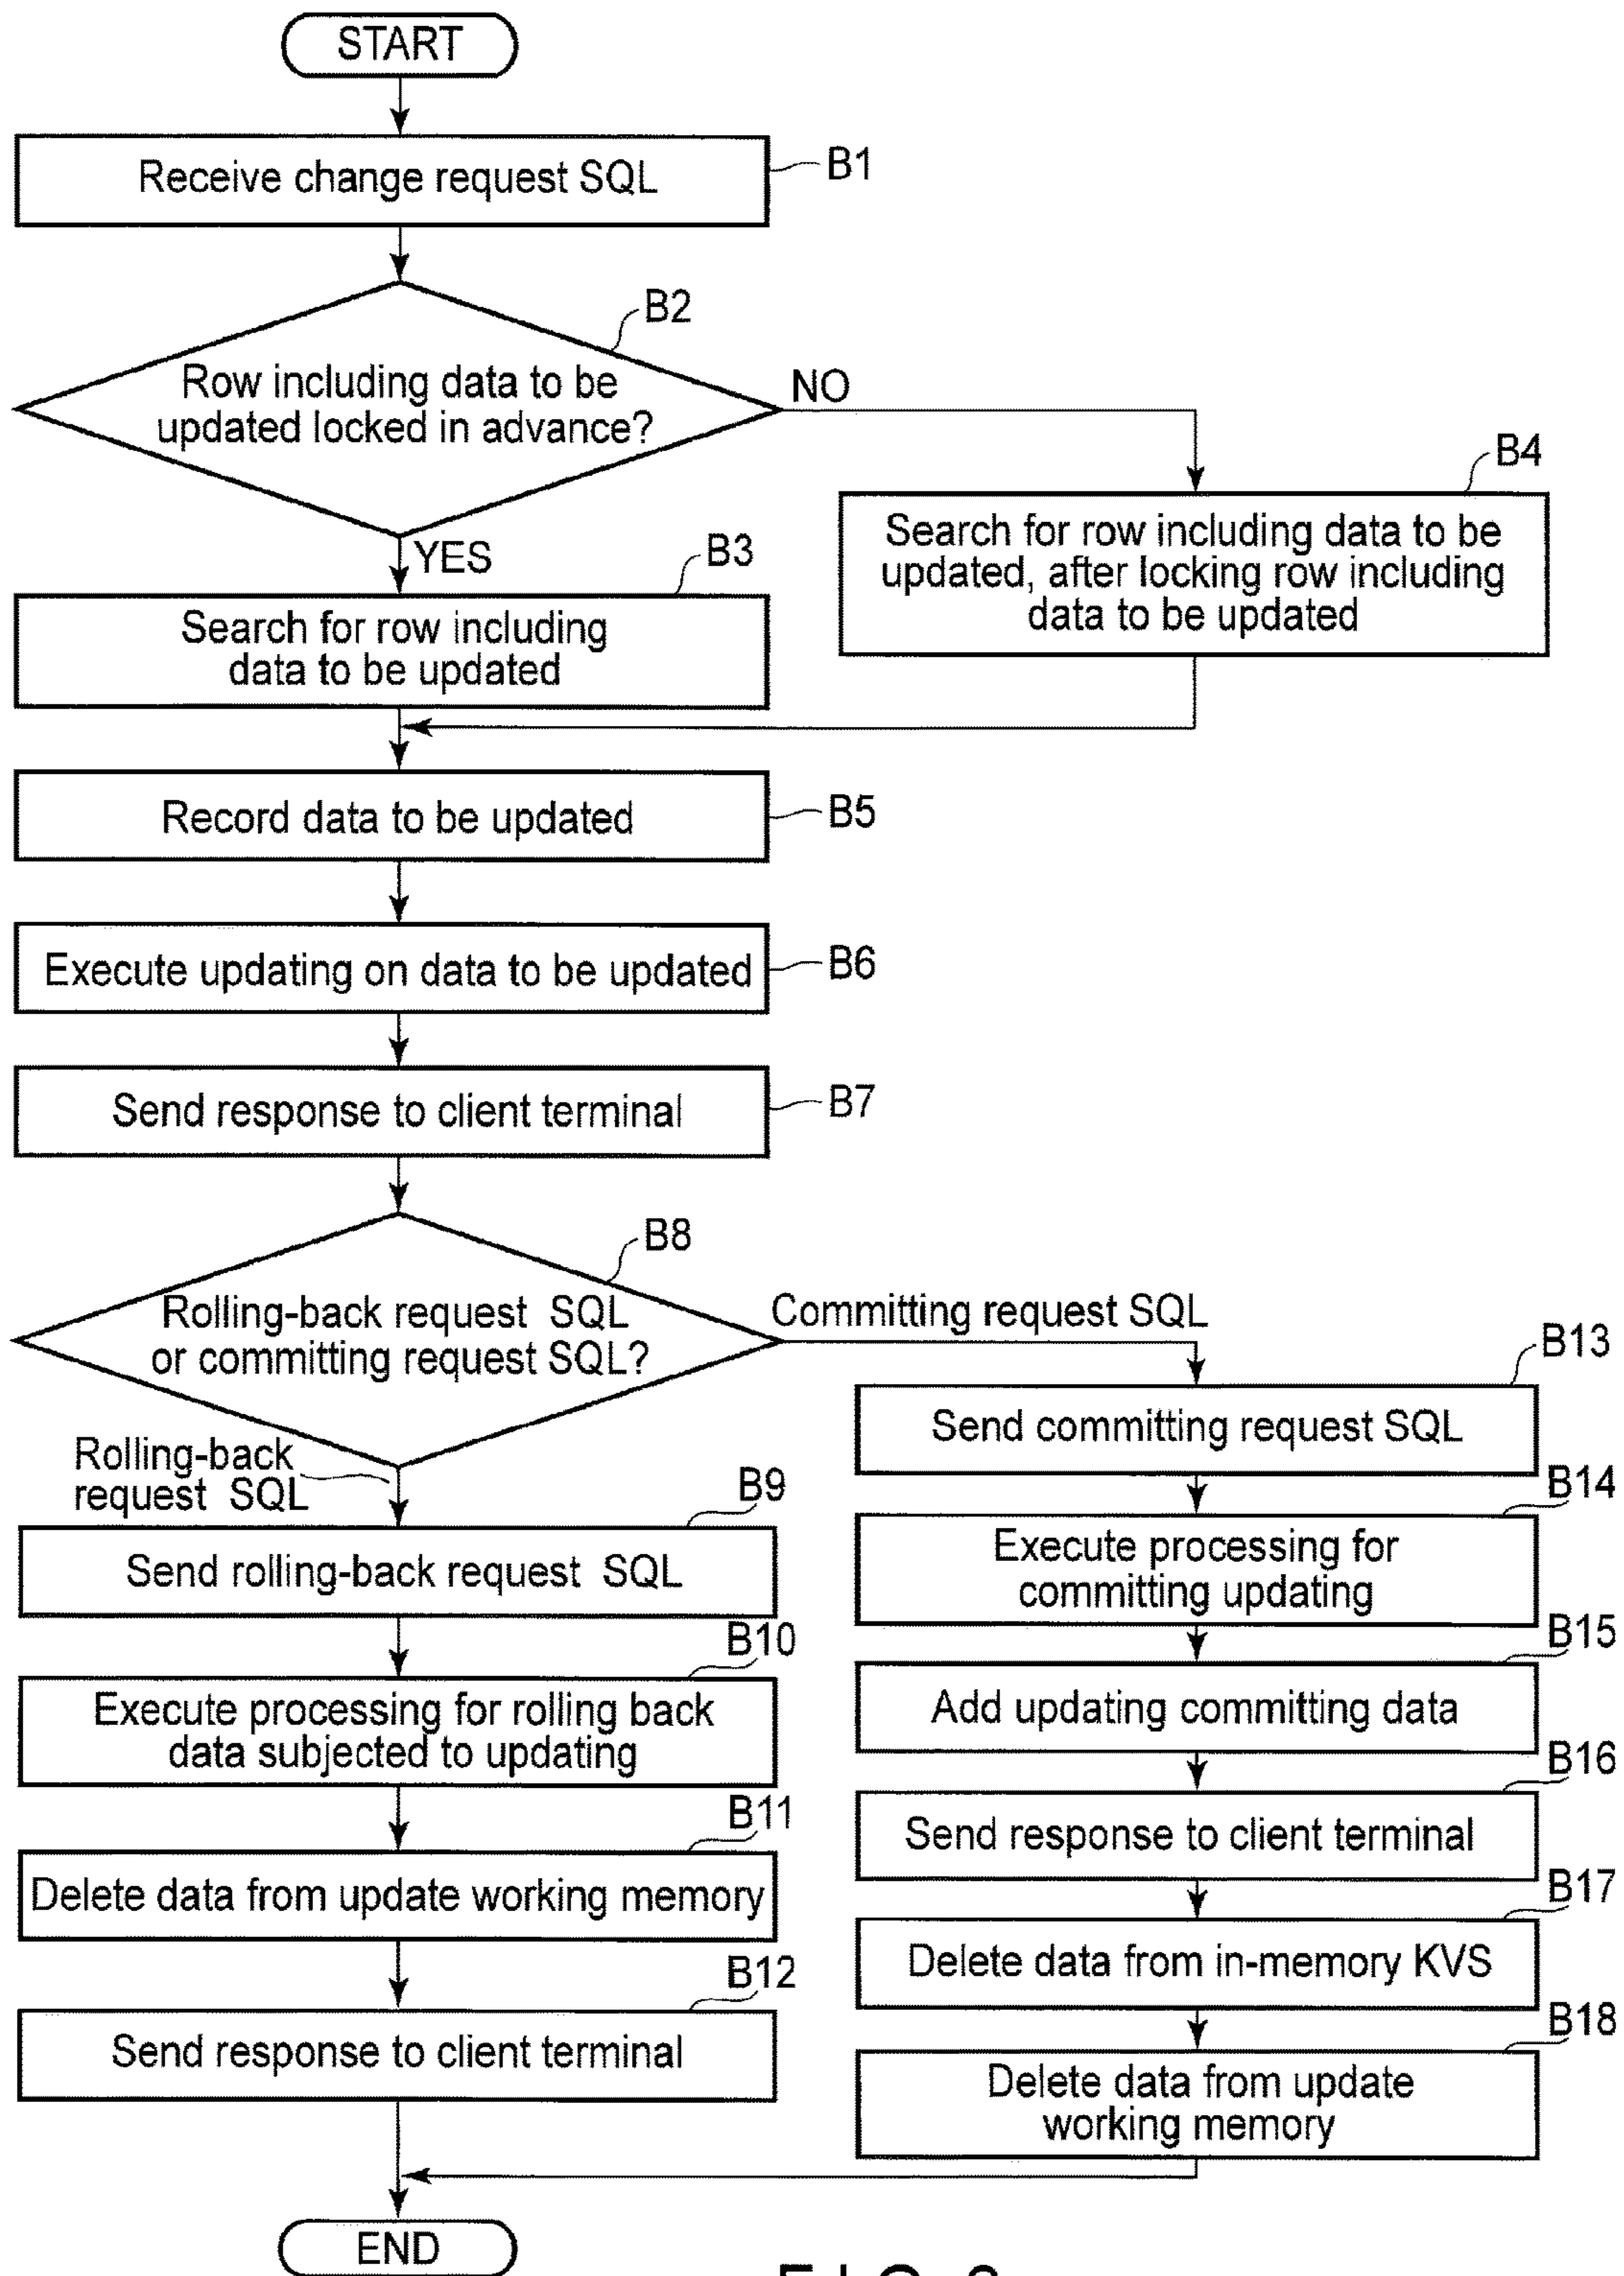 START
Receive change request SQL
B1
B2
Row including data to be
updated locked in advance?
NO
YES
B3
Search for row including
data to be updated
B4
Search for row including data to be
updated, after locking row including
data to be updated
Record data to be updated
B5
Execute updating on data to be updated
B6
Send response to client terminal
B7
B8
Rolling-back request SQL
or committing request SQL?
Committing request SQL
Rolling-back
request SQL
B9
Send rolling-back request SQL
B10
Execute processing for rolling back
data subjected to updating
B11
Delete data from update working memory
B12
Send response to client terminal
B13
Send committing request SQL
B14
Execute processing for
committing updating
B15
Add updating committing data
B16
Send response to client terminal
B17
Delete data from in-memory KVS
B18
Delete data from update
working memory
END